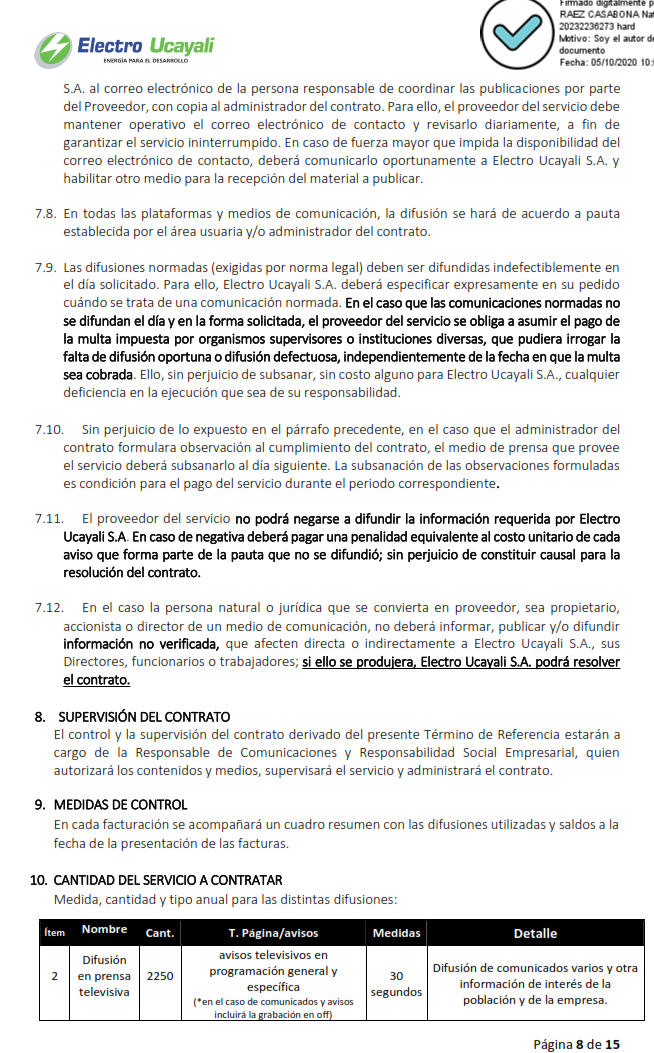 Firmado digitalmente p
RAEZ CASABONA Na
20232236273 hard
Motivo: Soy el autor d
documento
Fecha: 05/10/2020 10:
Electro Ucayali
ENERGÍA PARA EL DESARROLLO
S.A. al correo electrónico de la persona responsable de coordinar las publicaciones por parte
del Proveedor, con copia al administrador del contrato. Para ello, el proveedor del servicio debe
mantener operativo el correo electrónico de contacto y revisarlo diariamente, a fin de
garantizar el servicio ininterrumpido. En caso de fuerza mayor que impida la disponibilidad del
correo electrónico de contacto, deberá comunicarlo oportunamente a Electro Ucayali S.A. y
habilitar otro medio para la recepción del material a publicar.
7.8. En todas las plataformas y medios de comunicación, la difusión se hará de acuerdo a pauta
establecida por el área usuaria y/o administrador del contrato.
7.9. Las difusiones normadas (exigidas por norma legal) deben ser difundidas indefectiblemente en
el día solicitado. Para ello, Electro Ucayali S.A. deberá especificar expresamente en su pedido
cuándo se trata de una comunicación normada. En el caso que las comunicaciones normadas no
se difundan el día y en la forma solicitada, el proveedor del servicio se obliga a asumir el pago de
la multa impuesta por organismos supervisores o instituciones diversas, que pudiera irrogar la
falta de difusión oportuna o difusión defectuosa, independientemente de la fecha en que la multa
sea cobrada. Ello, sin perjuicio de subsanar, sin costo alguno para Electro Ucayali S.A., cualquier
deficiencia en la ejecución que sea de su responsabilidad.
7.10. Sin perjuicio de lo expuesto en el párrafo precedente, en el caso que el administrador del
contrato formulara observación al cumplimiento del contrato, el medio de prensa que provee
el servicio deberá subsanarlo al día siguiente. La subsanación de las observaciones formuladas
es condición para el pago del servicio durante el periodo correspondiente.
7.11. El proveedor del servicio no podrá negarse a difundir la información requerida por Electro
Ucayali S.A. En caso de negativa deberá pagar una penalidad equivalente al costo unitario de cada
aviso que forma parte de la pauta que no se difundió; sin perjuicio de constituir causal para la
resolución del contrato.
7.12. En el caso la persona natural o jurídica que se convierta en proveedor, sea propietario,
accionista o director de un medio de comunicación, no deberá informar, publicar y/o difundir
información no verificada, que afecten directa o indirectamente a Electro Ucayali S.A., sus
Directores, funcionarios o trabajadores; si ello se produjera, Electro Ucayali S.A. podrá resolver
el contrato.
8. SUPERVISIÓN DEL CONTRATO
El control y la supervisión del contrato derivado del presente Término de Referencia estarán a
cargo de la Responsable de Comunicaciones y Responsabilidad Social Empresarial, quien
autorizará los contenidos y medios, supervisará el servicio y administrará el contrato.
9. MEDIDAS DE CONTROL
En cada facturación se acompañará un cuadro resumen con las difusiones utilizadas y saldos a la
fecha de la presentación de las facturas.
10. CANTIDAD DEL SERVICIO A CONTRATAR
Medida, cantidad y tipo anual para las distintas difusiones:
Ítem Nombre Cant. T. Página/avisos Medidas Detalle
2 Difusión en prensa televisiva 2250 avisos televisivos en programación general y específica (*en el caso de comunicados y avisos incluirá la grabación en off) 30 segundos Difusión de comunicados varios y otra información de interés de la población y de la empresa.
Página 8 de 15